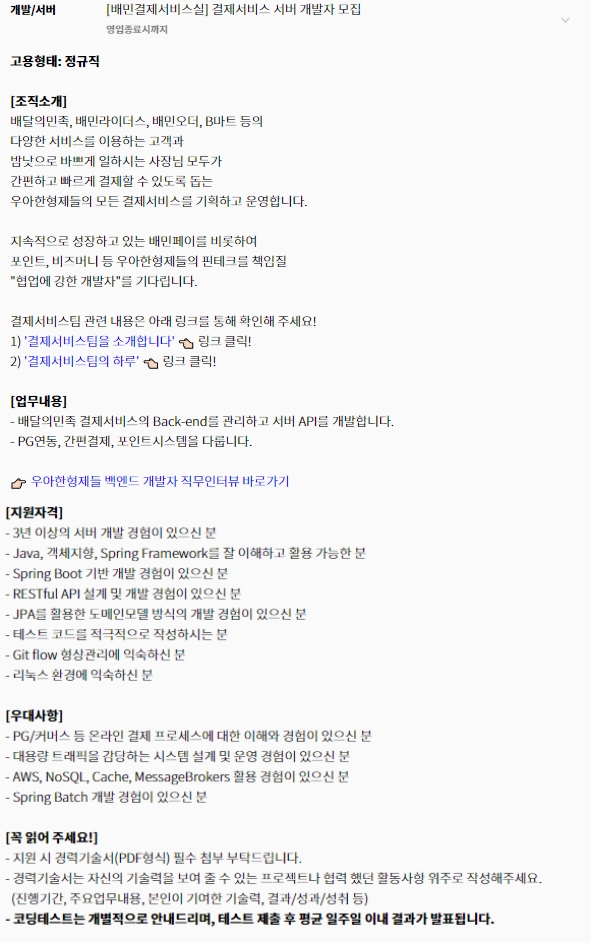 개발/서버
[배민결제서비스실] 결제서비스 서버 개발자 모집
영입종료시까지
고용형태: 정규직
[조직소개]
배달의민족, 배민라이더스, 배민오더, B마트 등의
다양한 서비스를 이용하는 고객과
밤낮으로 바쁘게 일하시는 사장님 모두가
간편하고 빠르게 결제할 수 있도록 돕는
우아한형제들의 모든 결제서비스를 기획하고 운영합니다.
지속적으로 성장하고 있는 배민페이를 비롯하여
포인트, 비즈머니 등 우아한형제들의 핀테크를 책임질
"협업에 강한 개발자"를 기다립니다.
결제서비스팀 관련 내용은 아래 링크를 통해 확인해 주세요!
1) '결제서비스팀을 소개합니다' 👈 링크 클릭!
2) '결제서비스팀의 하루' 👈 링크 클릭!
[업무내용]
- 배달의민족 결제서비스의 Back-end를 관리하고 서버 API를 개발합니다.
- PG연동, 간편결제, 포인트시스템을 다룹니다.
👉 우아한형제들 백엔드 개발자 직무인터뷰 바로가기
[지원자격]
- 3년 이상의 서버 개발 경험이 있으신 분
- Java, 객체지향, Spring Framework를 잘 이해하고 활용 가능한 분
- Spring Boot 기반 개발 경험이 있으신 분
- RESTful API 설계 및 개발 경험이 있으신 분
- JPA를 활용한 도메인모델 방식의 개발 경험이 있으신 분
- 테스트 코드를 적극적으로 작성하시는 분
- Git flow 형상관리에 익숙하신 분
- 리눅스 환경에 익숙하신 분
[우대사항]
- PG/커머스 등 온라인 결제 프로세스에 대한 이해와 경험이 있으신 분
- 대용량 트래픽을 감당하는 시스템 설계 및 운영 경험이 있으신 분
- AWS, NoSQL, Cache, MessageBrokers 활용 경험이 있으신 분
- Spring Batch 개발 경험이 있으신 분
[꼭 읽어 주세요!]
- 지원 시 경력기술서(PDF형식) 필수 첨부 부탁드립니다.
- 경력기술서는 자신의 기술력을 보여 줄 수 있는 프로젝트나 협력 했던 활동사항 위주로 작성해주세요.
(진행기간, 주요업무내용, 본인이 기여한 기술력, 결과/성과/성취 등)
- 코딩테스트는 개별적으로 안내드리며, 테스트 제출 후 평균 일주일 이내 결과가 발표됩니다.